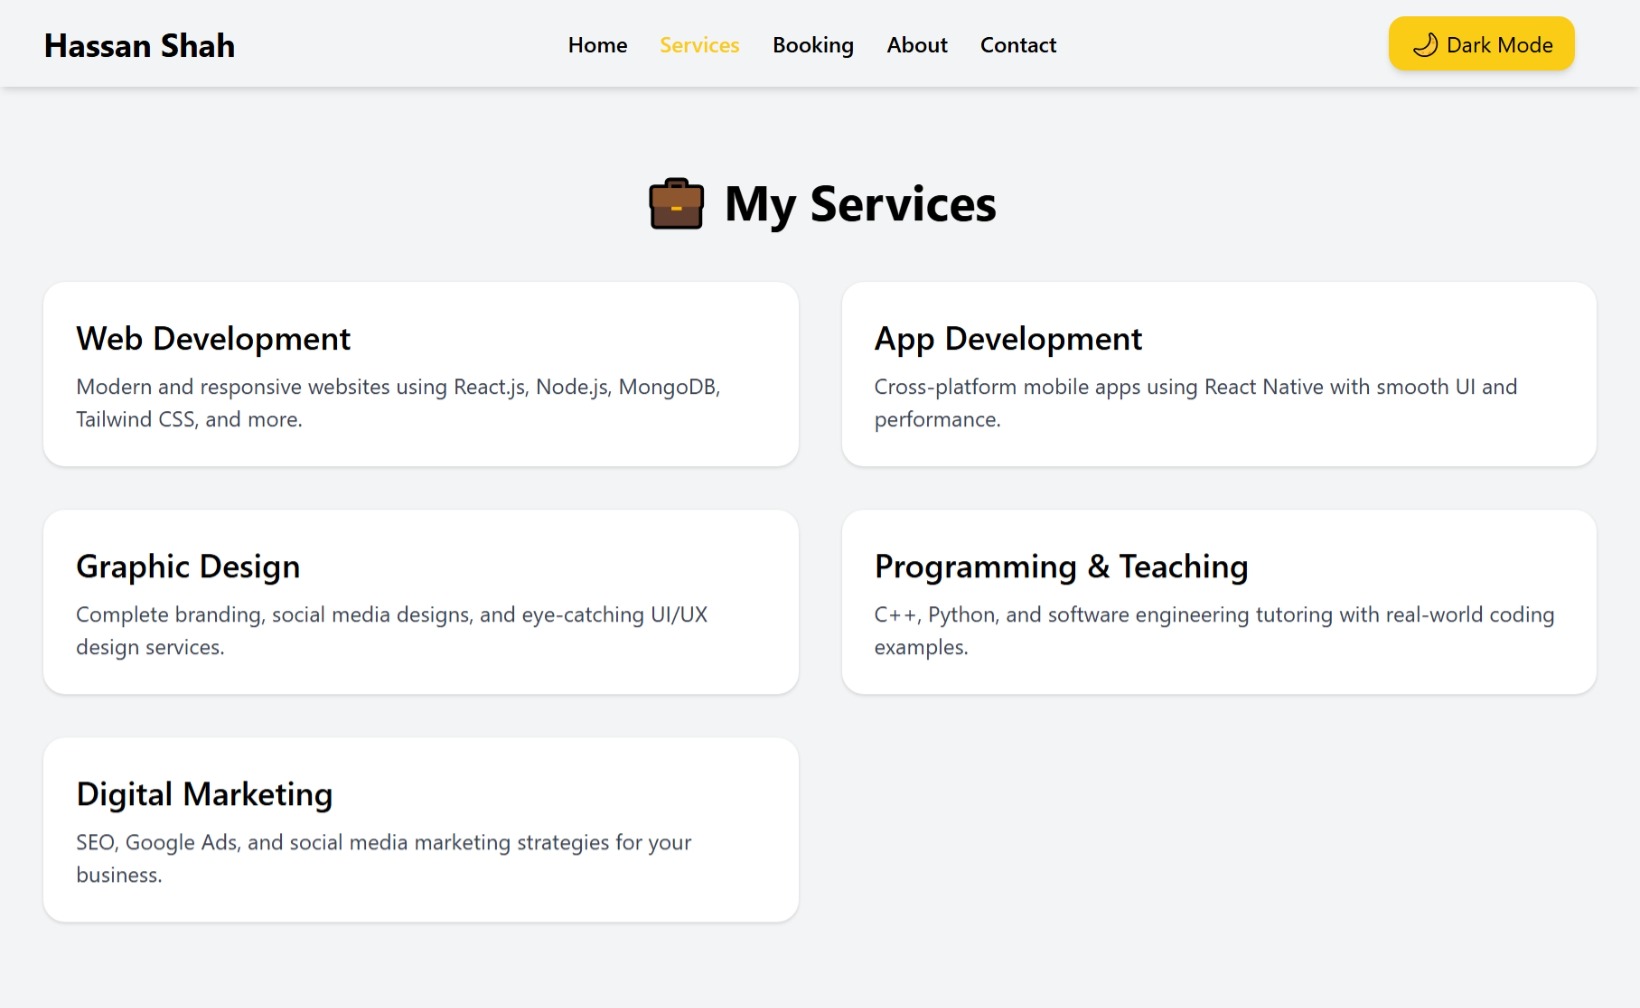 Hassan Shah
Home
Services
Booking
About
Contact
🌙 Dark Mode
💼 My Services
Web Development
Modern and responsive websites using React.js, Node.js, MongoDB,
Tailwind CSS, and more.
App Development
Cross-platform mobile apps using React Native with smooth UI and
performance.
Graphic Design
Complete branding, social media designs, and eye-catching UI/UX
design services.
Programming & Teaching
C++, Python, and software engineering tutoring with real-world coding
examples.
Digital Marketing
SEO, Google Ads, and social media marketing strategies for your
business.